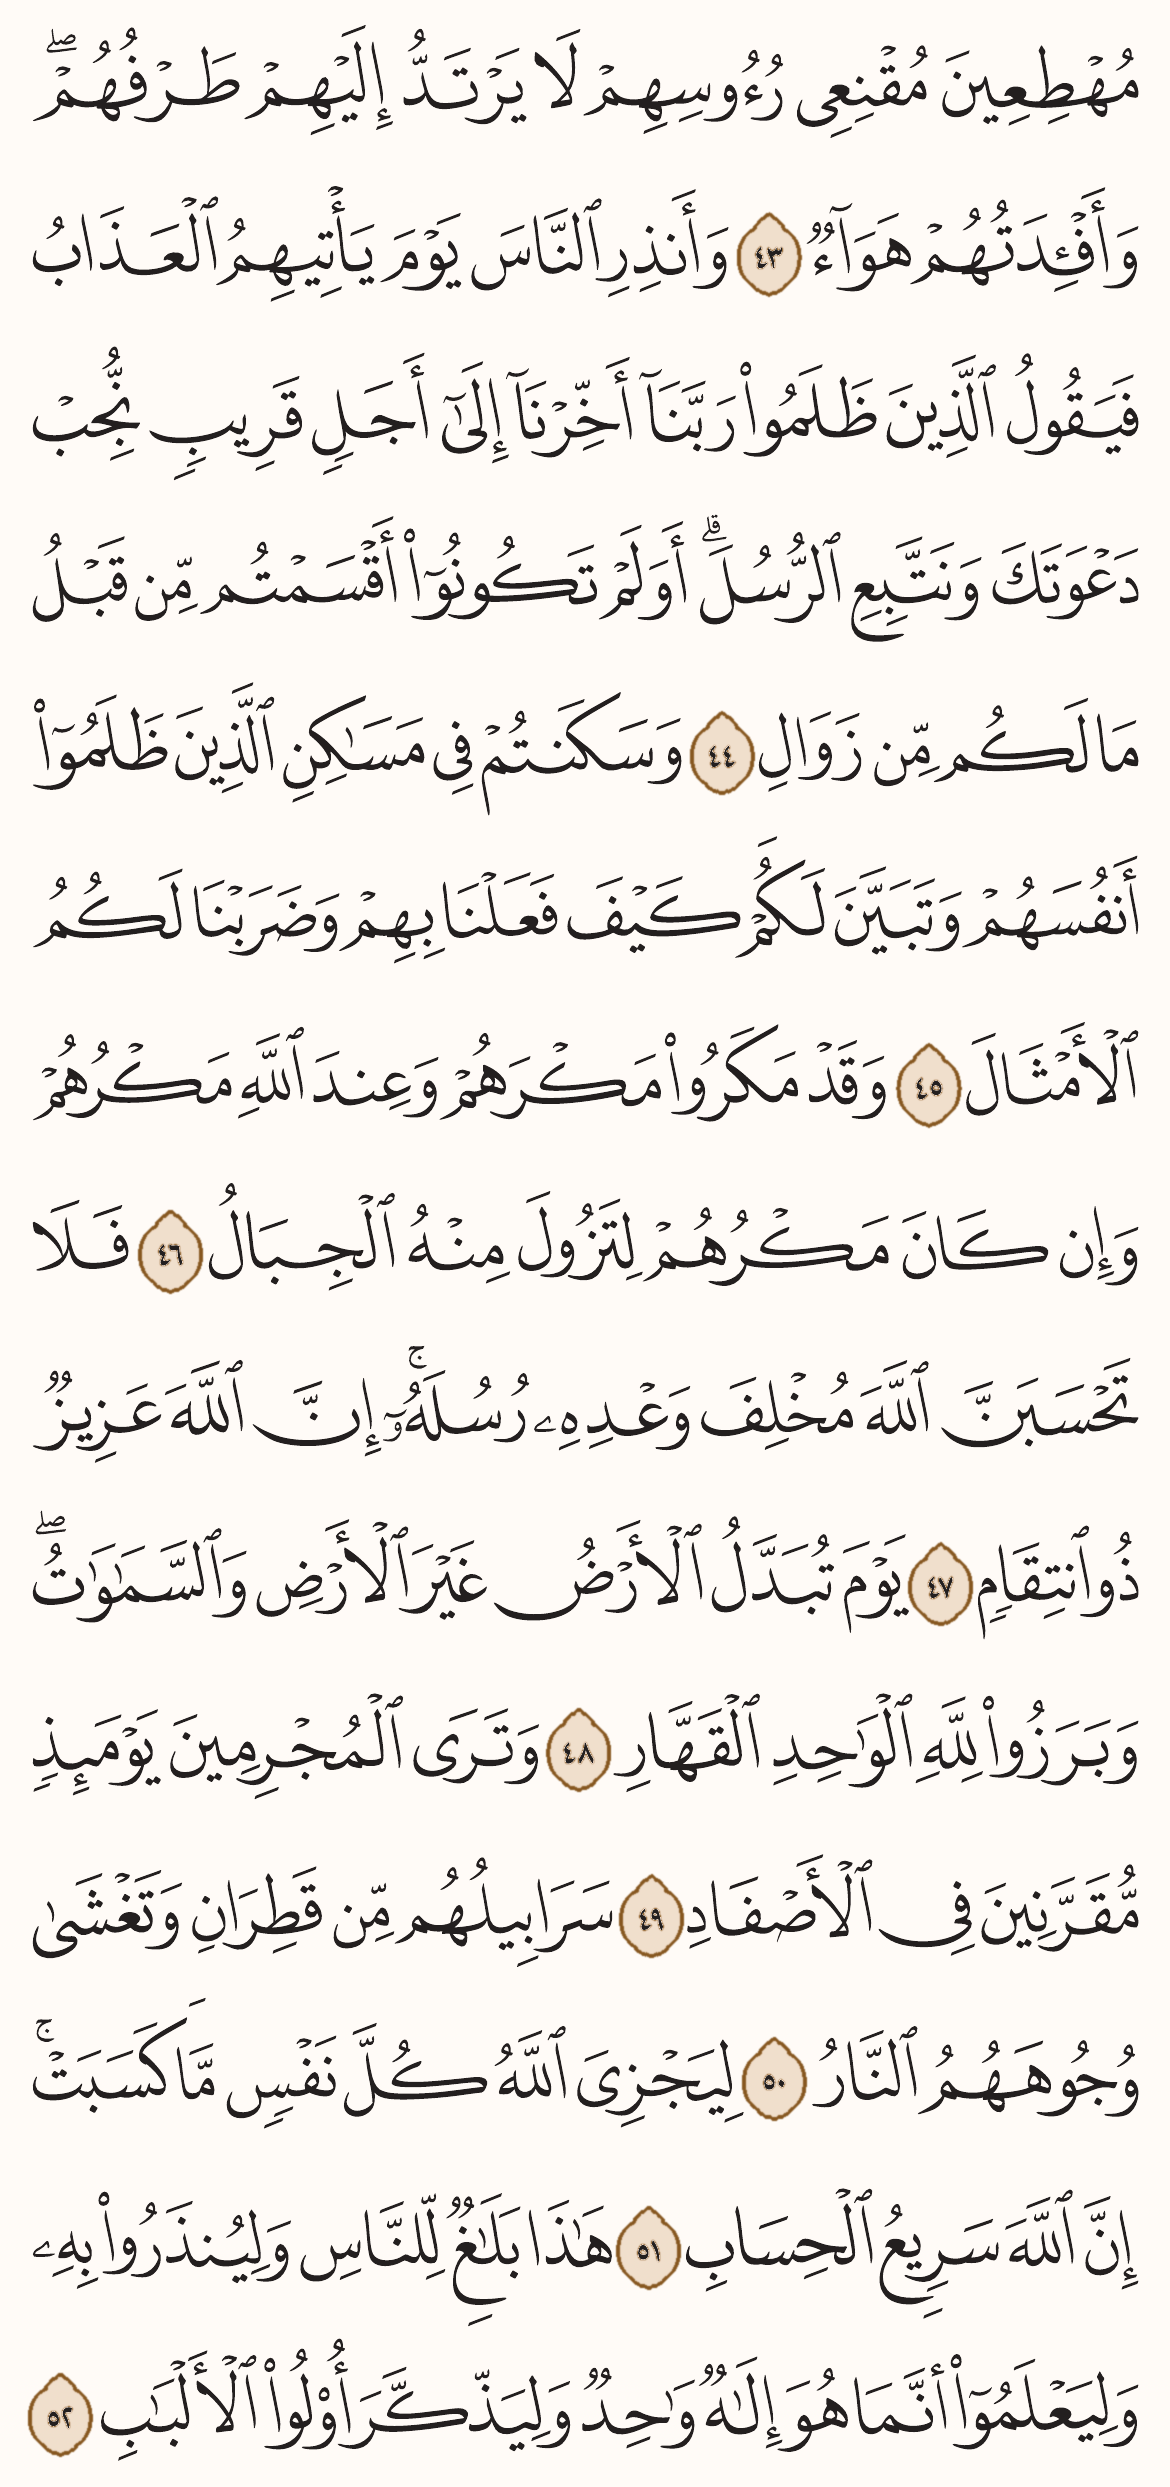 مُهۡطِعِينَ مُقۡنِعِى رُءُوسِهِمۡ لَا يَرۡتَدُّ إِلَيۡهِمۡ طَرۡفُهُمۡۖ
وَأَفۡـِٔدَتُهُمۡ هَوَآءٌ ٤٣ وَأَنذِرِ ٱلنَّاسَ يَوۡمَ يَأۡتِيهِمُ ٱلۡعَذَابُ
فَيَقُولُ ٱلَّذِينَ ظَلَمُواْ رَبَّنَآ أَخِّرۡنَآ إِلَىٰٓ أَجَلٍ قَرِيبٍ نُّجِبۡ
دَعۡوَتَكَ وَنَتَّبِعِ ٱلرُّسُلَۗ أَوَلَمۡ تَكُونُوٓاْ أَقۡسَمۡتُم مِّن قَبۡلُ
مَا لَكُم مِّن زَوَالٍ ٤٤ وَسَكَنتُمۡ فِى مَسَٰكِنِ ٱلَّذِينَ ظَلَمُوٓاْ
أَنفُسَهُمۡ وَتَبَيَّنَ لَكُمۡ كَيۡفَ فَعَلۡنَا بِهِمۡ وَضَرَبۡنَا لَكُمُ
ٱلۡأَمۡثَالَ ٤٥ وَقَدۡ مَكَرُواْ مَكۡرَهُمۡ وَعِندَ ٱللَّهِ مَكۡرُهُمۡ
وَإِن كَانَ مَكۡرُهُمۡ لِتَزُولَ مِنۡهُ ٱلۡجِبَالُ ٤٦ فَلَا
تَحۡسَبَنَّ ٱللَّهَ مُخۡلِفَ وَعۡدِهِۦ رُسُلَهُۥٓۚ إِنَّ ٱللَّهَ عَزِيزٌ
ذُو ٱنتِقَامٍ ٤٧ يَوۡمَ تُبَدَّلُ ٱلۡأَرۡضُ غَيۡرَ ٱلۡأَرۡضِ وَٱلسَّمَٰوَٰتُۖ
وَبَرَزُواْ لِلَّهِ ٱلۡوَٰحِدِ ٱلۡقَهَّارِ ٤٨ وَتَرَى ٱلۡمُجۡرِمِينَ يَوۡمَئِذٍ
مُّقَرَّنِينَ فِى ٱلۡأَصۡفَادِ ٤٩ سَرَابِيلُهُم مِّن قَطِرَانٍ وَتَغۡشَىٰ
وُجُوهَهُمُ ٱلنَّارُ ٥٠ لِيَجۡزِىَ ٱللَّهُ كُلَّ نَفۡسٍ مَّا كَسَبَتۡۚ
إِنَّ ٱللَّهَ سَرِيعُ ٱلۡحِسَابِ ٥١ هَٰذَا بَلَٰغٌ لِّلنَّاسِ وَلِيُنذَرُواْ بِهِۦ
وَلِيَعۡلَمُوٓاْ أَنَّمَا هُوَ إِلَٰهٌ وَٰحِدٌ وَلِيَذَّكَّرَ أُوْلُواْ ٱلۡأَلۡبَٰبِ ٥٢